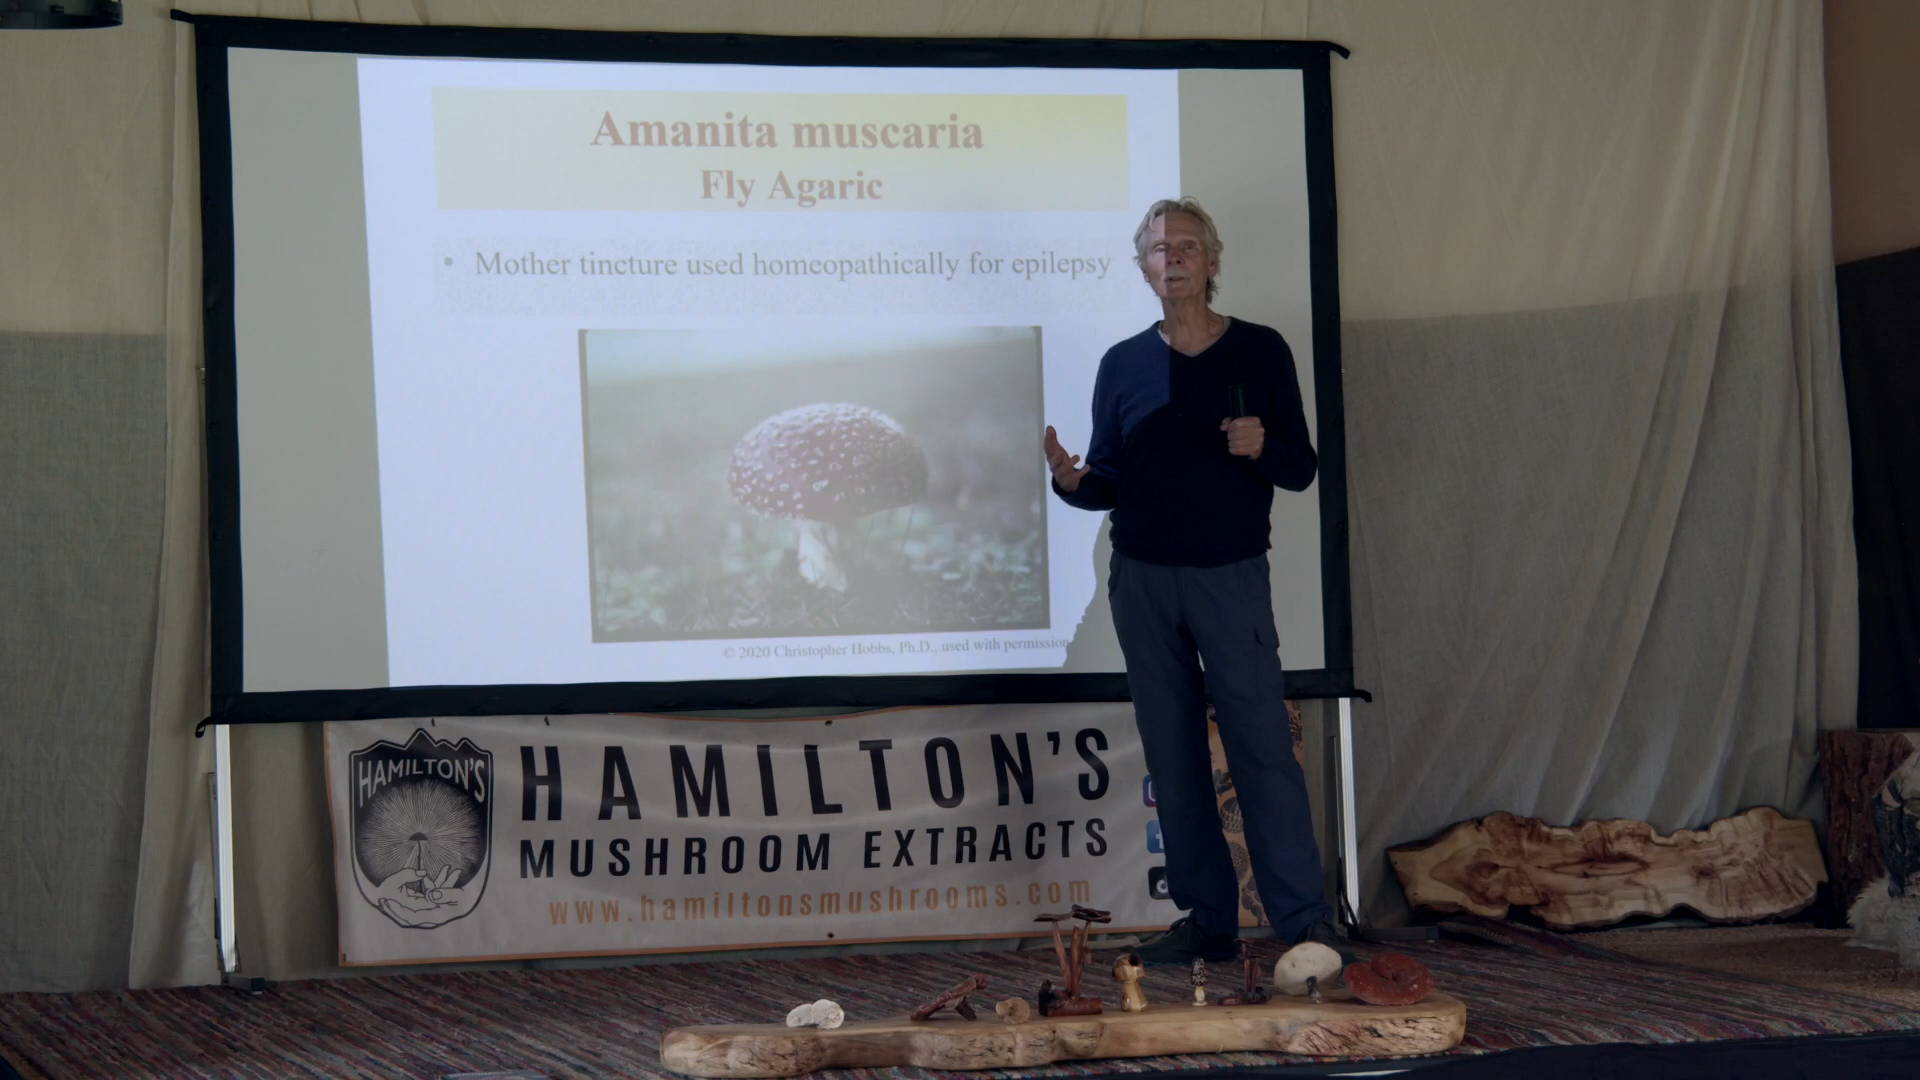 Amanita muscaria
Fly Agaric
• Mother tincture used homeopathically for epilepsy
© 2020 Christopher Hobbs, Ph.D., used with permission
HAMILTON'S
HAMILTON'S
MUSHROOM EXTRACTS
www.hamiltonsmushrooms.com